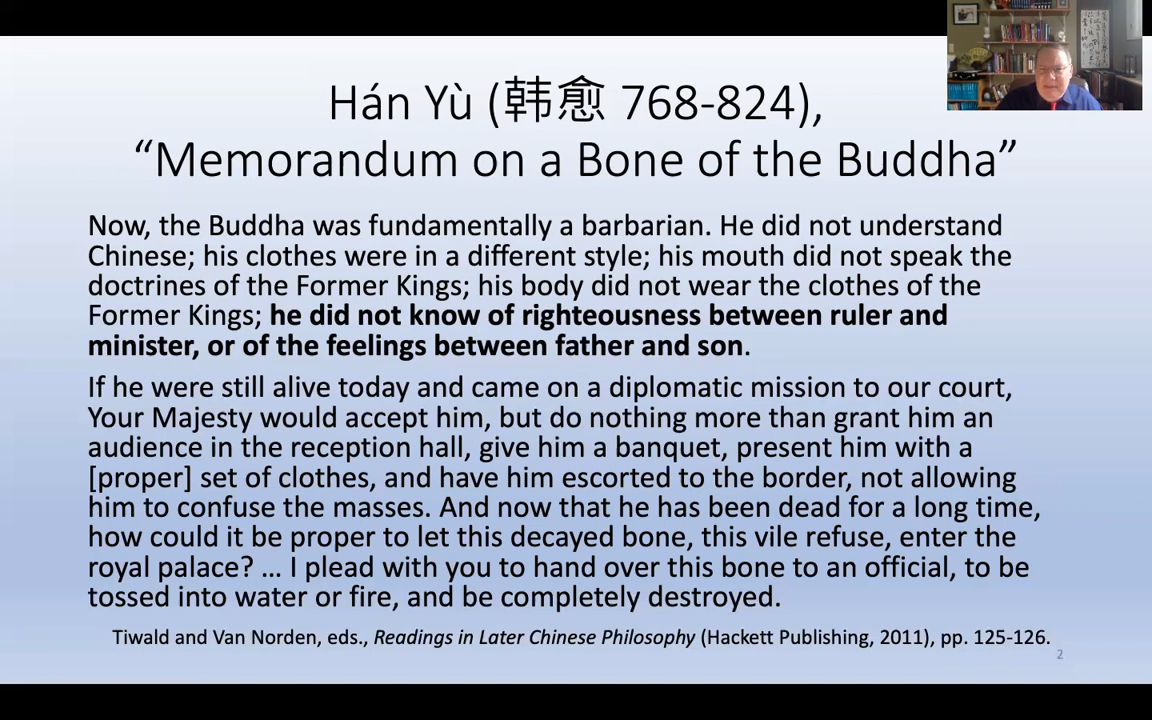 Hán Yù (韩愈 768-824),
“Memorandum on a Bone of the Buddha”
Now, the Buddha was fundamentally a barbarian. He did not understand
Chinese; his clothes were in a different style; his mouth did not speak the
doctrines of the Former Kings; his body did not wear the clothes of the
Former Kings; he did not know of righteousness between ruler and
minister, or of the feelings between father and son.
If he were still alive today and came on a diplomatic mission to our court,
Your Majesty would accept him, but do nothing more than grant him an
audience in the reception hall, give him a banquet, present him with a
[proper] set of clothes, and have him escorted to the border, not allowing
him to confuse the masses. And now that he has been dead for a long time,
how could it be proper to let this decayed bone, this vile refuse, enter the
royal palace? … I plead with you to hand over this bone to an official, to be
tossed into water or fire, and be completely destroyed.
Tiwald and Van Norden, eds., Readings in Later Chinese Philosophy (Hackett Publishing, 2011), pp. 125-126.
2